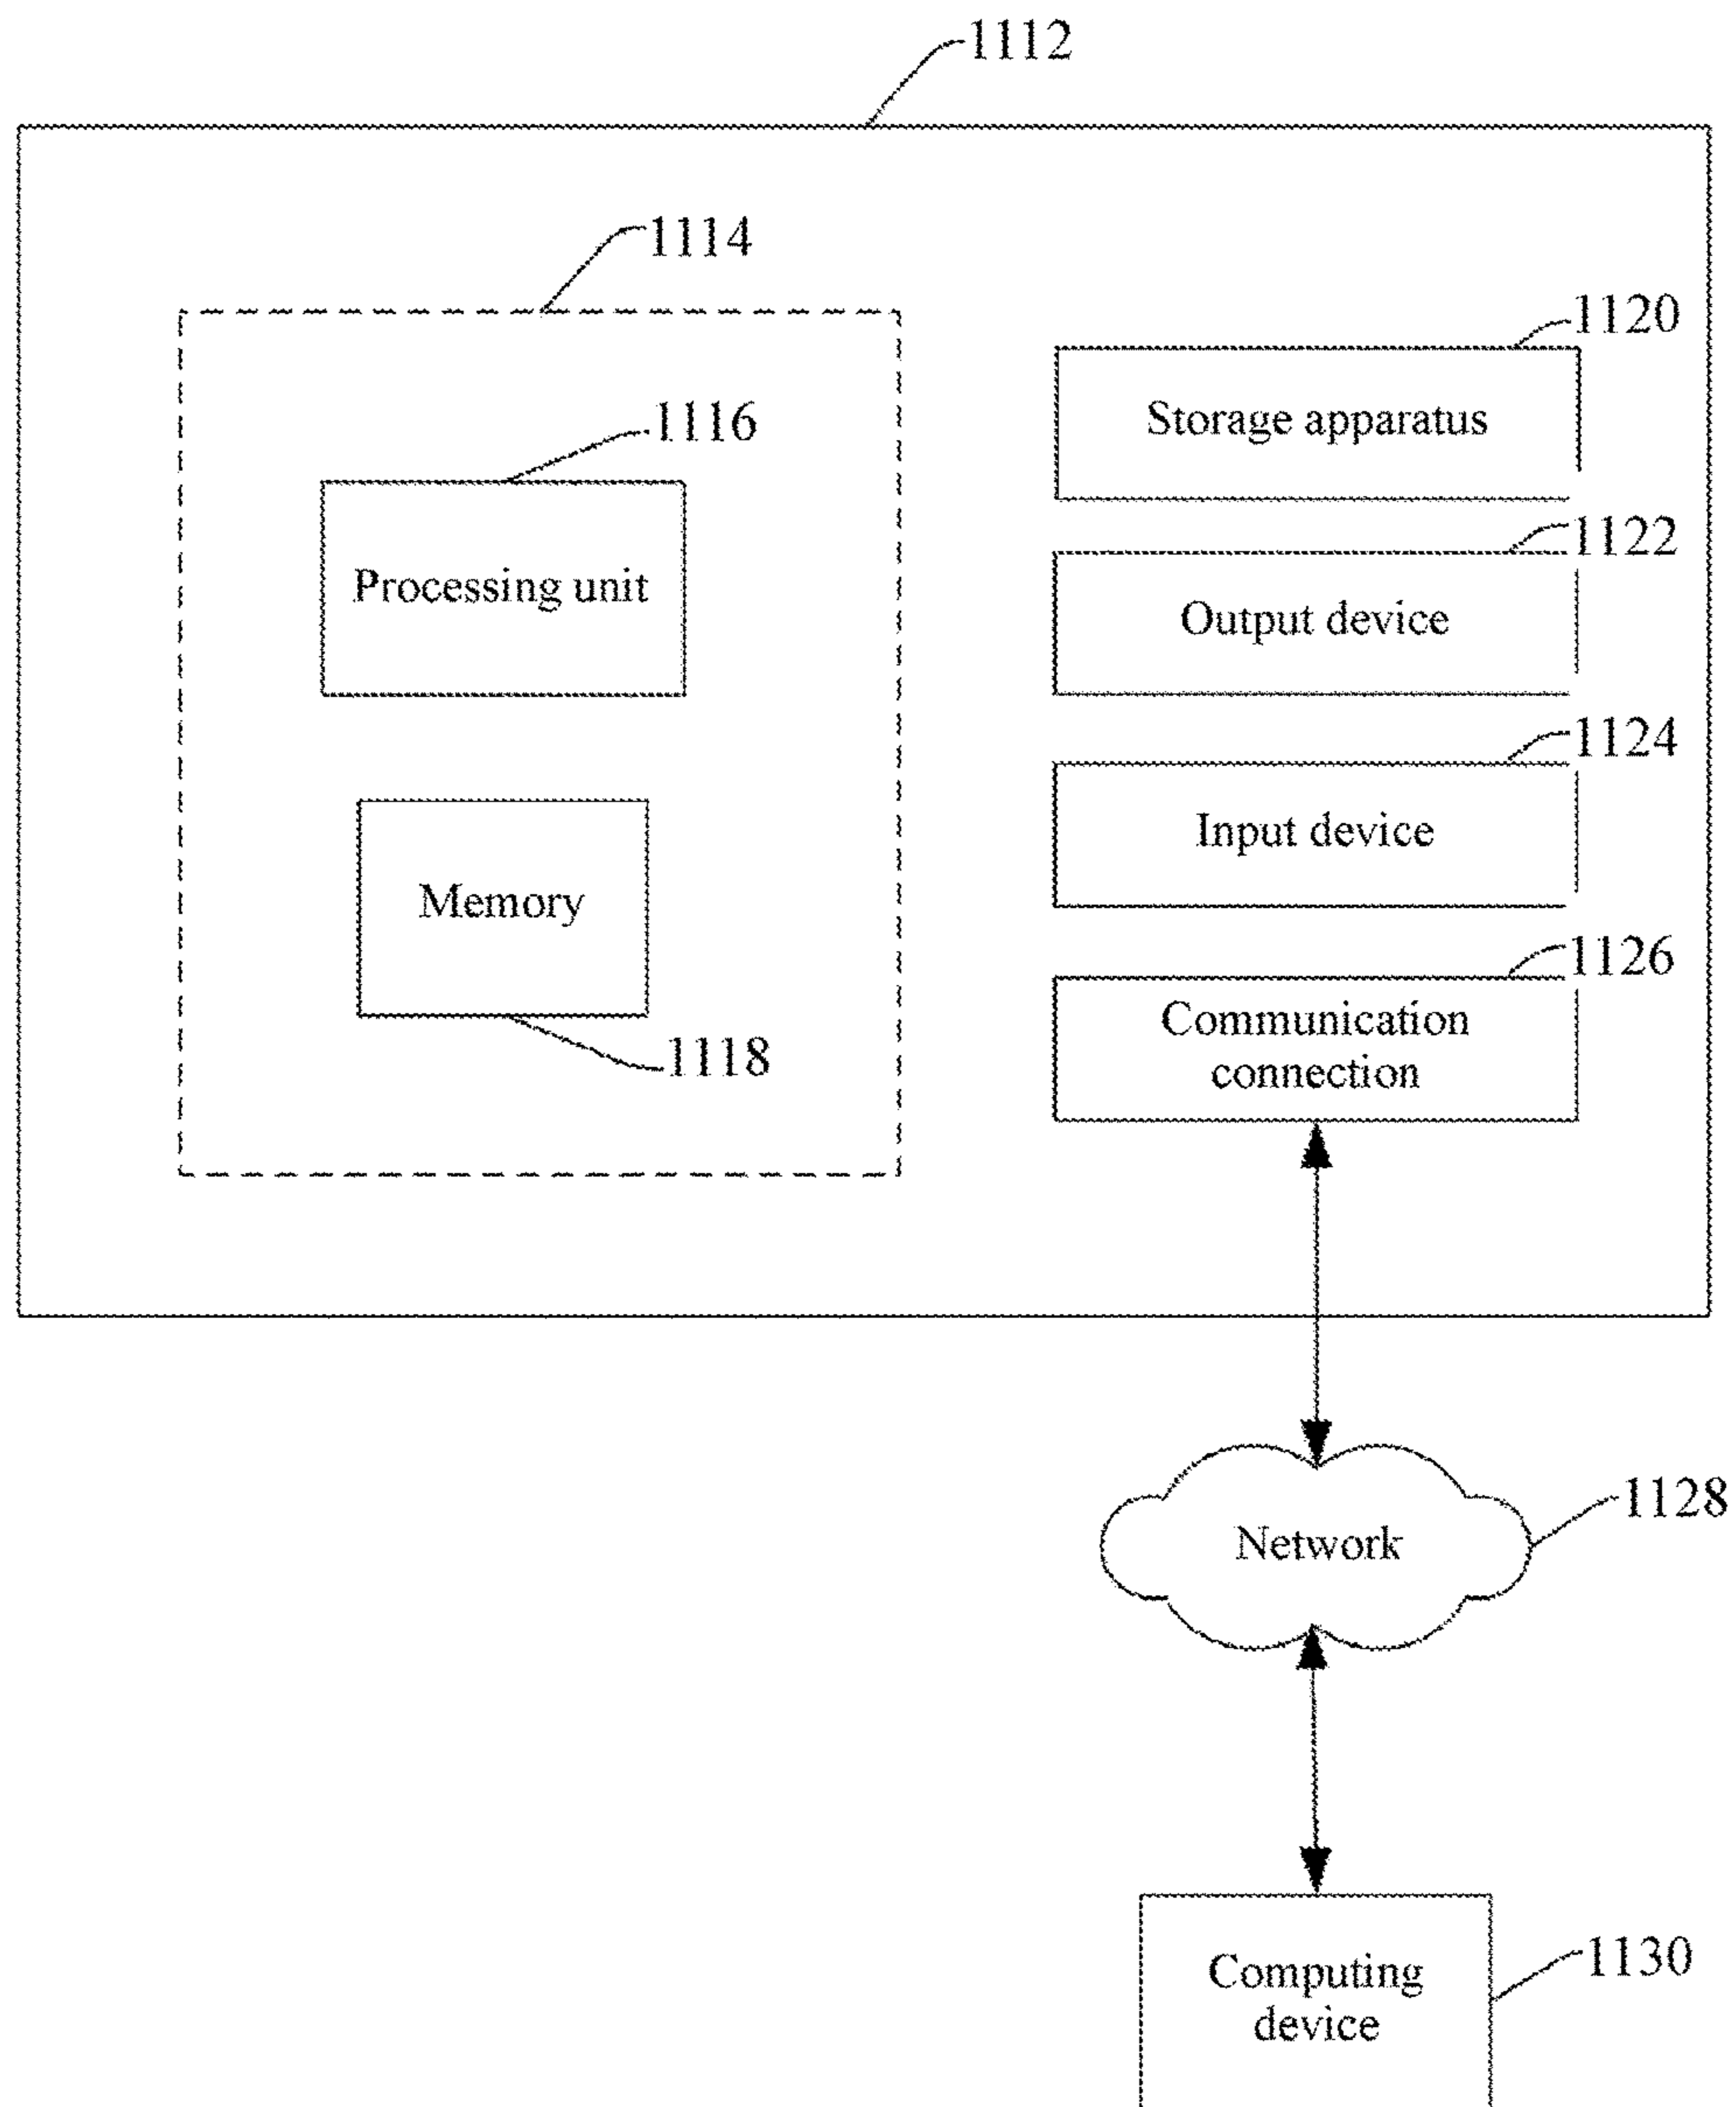 1112
1114
1116
Processing unit
Memory
1118
1120
Storage apparatus
1122
Output device
1124
Input device
1126
Communication
connection
1128
Network
1130
Computing
device